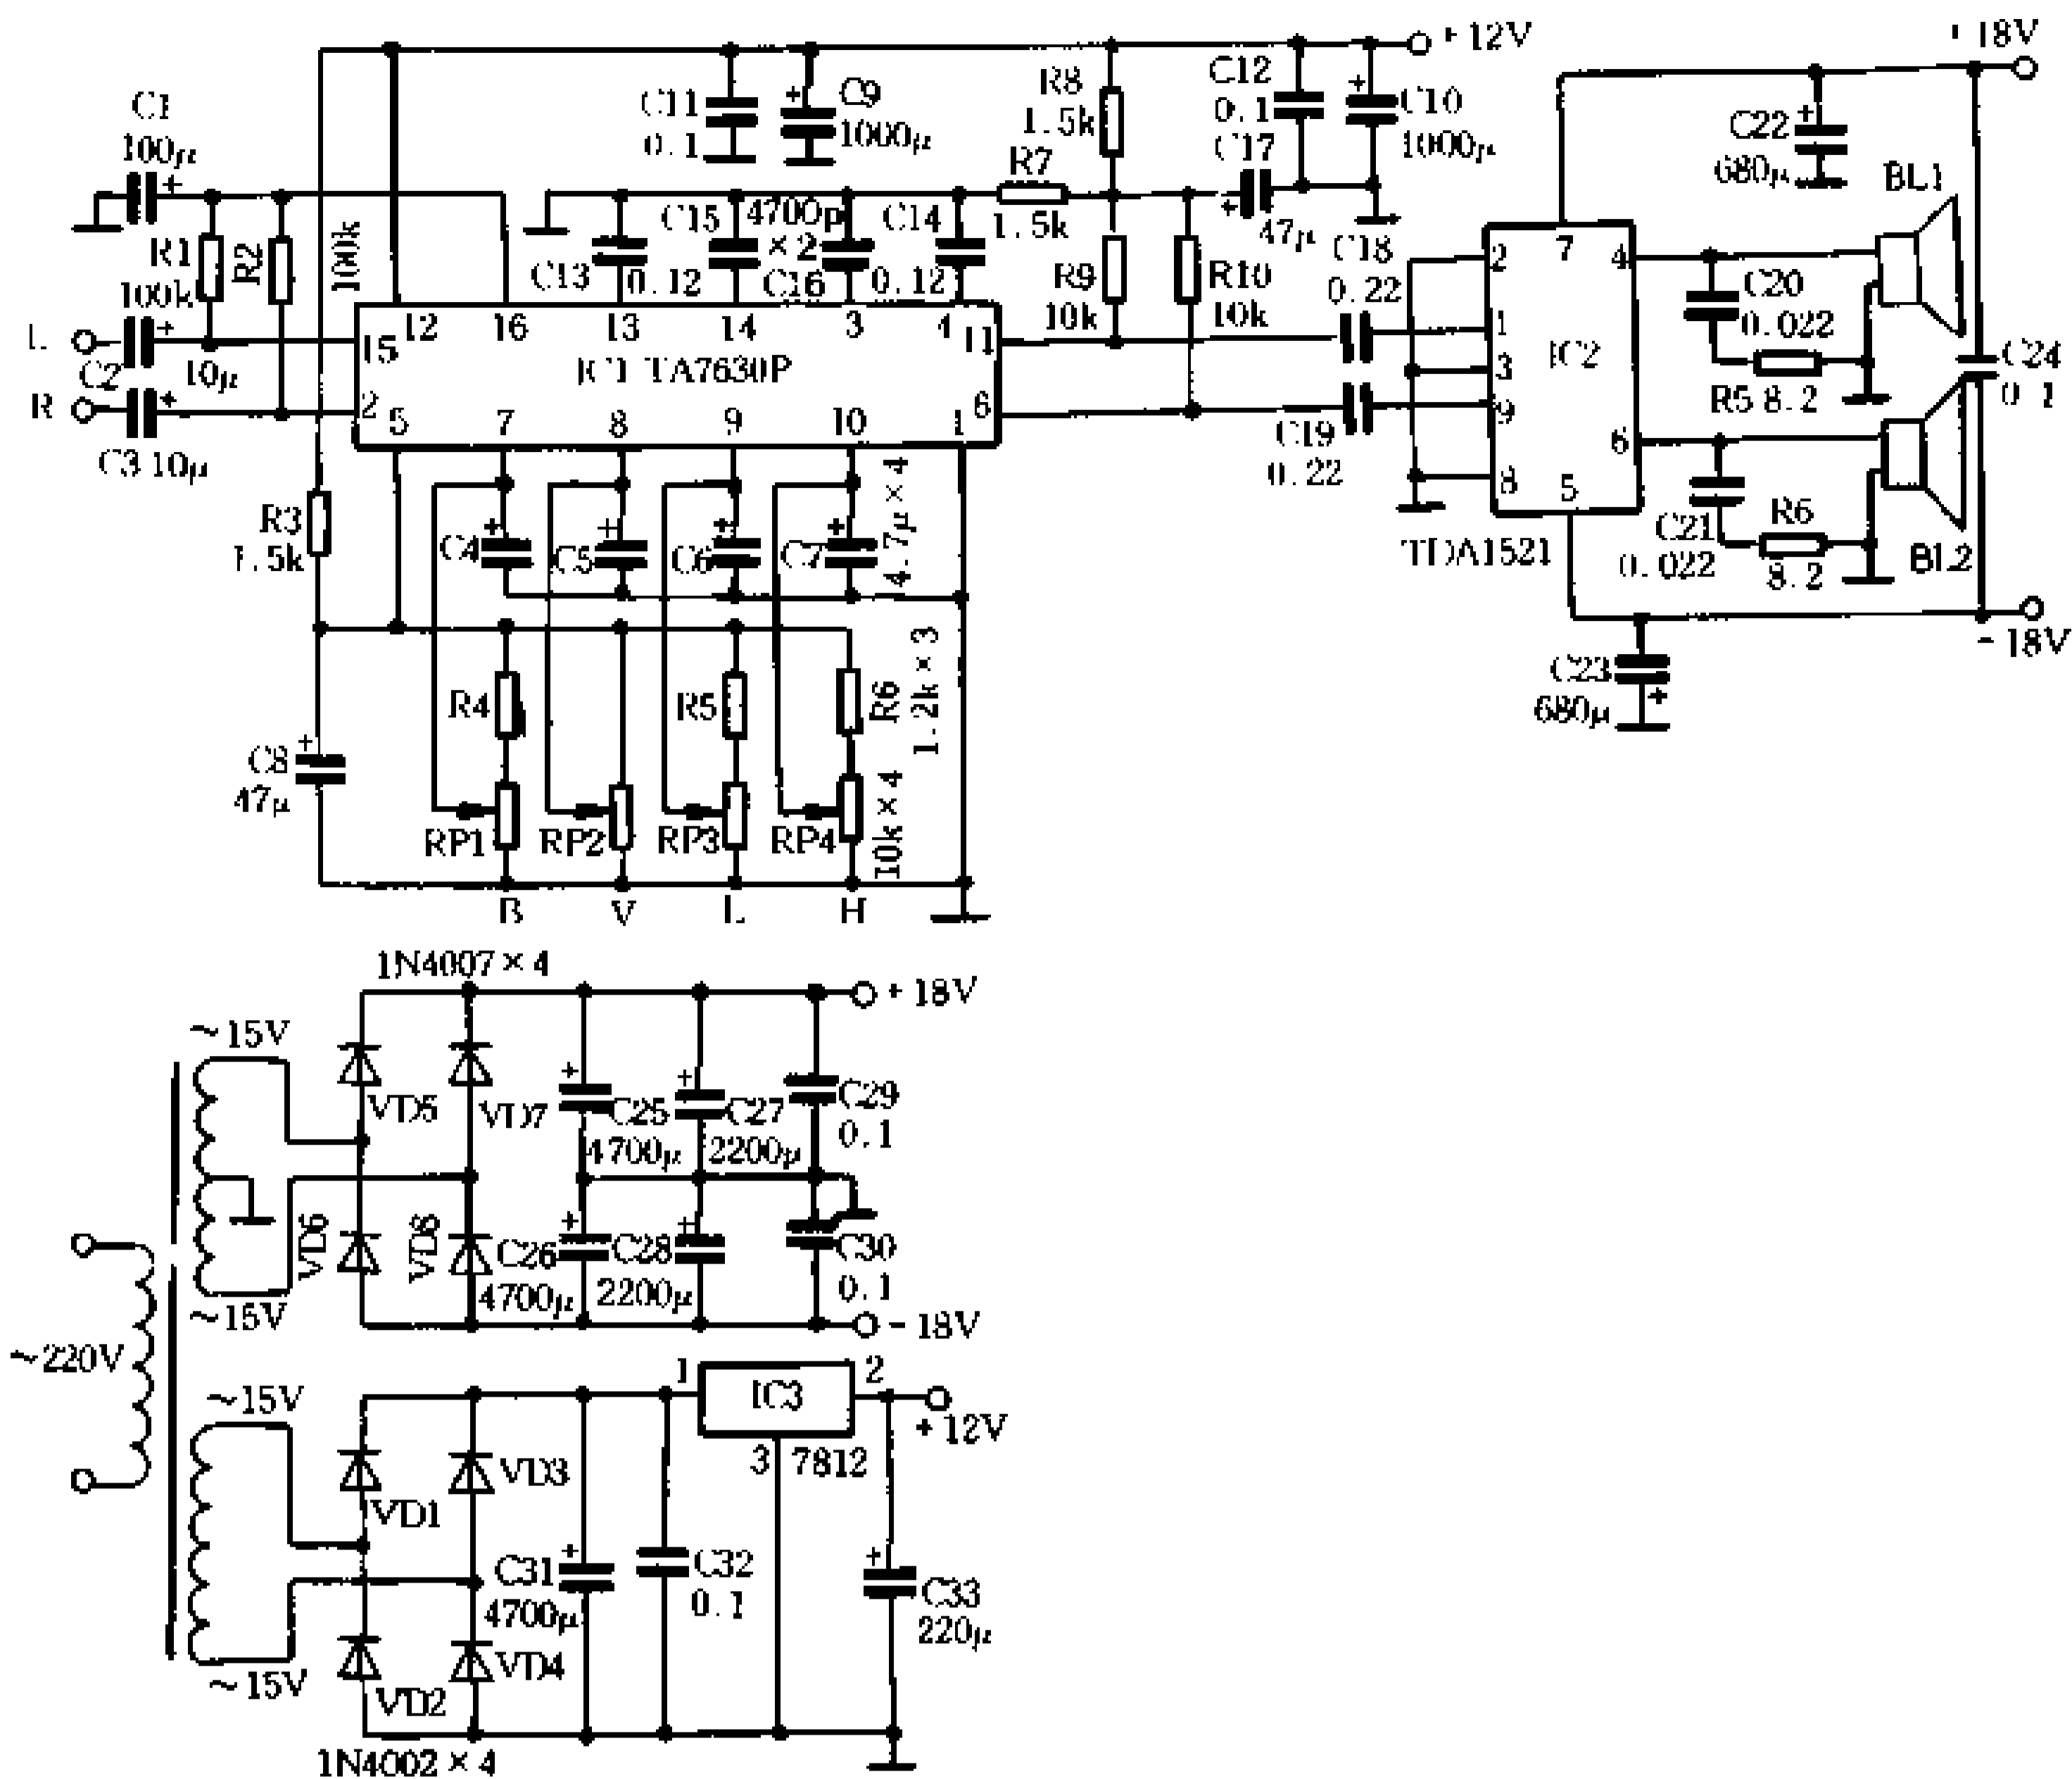 +12V
+18V
C1
100μ
C11
0.1
C9
1000μ
R8
1.5k
C12
0.1
C10
1000μ
C17
47μ
R7
1.5k
C22
680μ
BL1
R1
100k
R2
100k
C13
0.12
C15
4700p
×2
C16
C14
0.12
R9
10k
R10
10k
C18
0.22
L
C2
10μ
R
C3 10μ
12
16
13
14
3
4
15
IC1 TA7630P
11
2
5
7
8
9
10
1
6
C19
0.22
7
2
4
1
IC2
3
9
6
8
5
TDA1521
C20
0.022
R5 8.2
C24
0.1
C21
0.022
R6
8.2
BL2
-18V
C23
680μ
R3
1.5k
C4
C5
C6
C7
4.7μ×4
R4
R5
R6
1.2k×3
C8
47μ
RP1
RP2
RP3
RP4
10k×4
B
V
L
H
1N4007×4
+18V
~15V
VD5
VD7
C25
4700μ
C27
2200μ
C29
0.1
VD6
VD8
C26
4700μ
C28
2200μ
C30
0.1
~15V
-18V
~220V
~15V
1
IC3
2
+12V
3
7812
VD3
VD1
C31
4700μ
C32
0.1
C33
220μ
VD4
~15V
VD2
1N4002×4